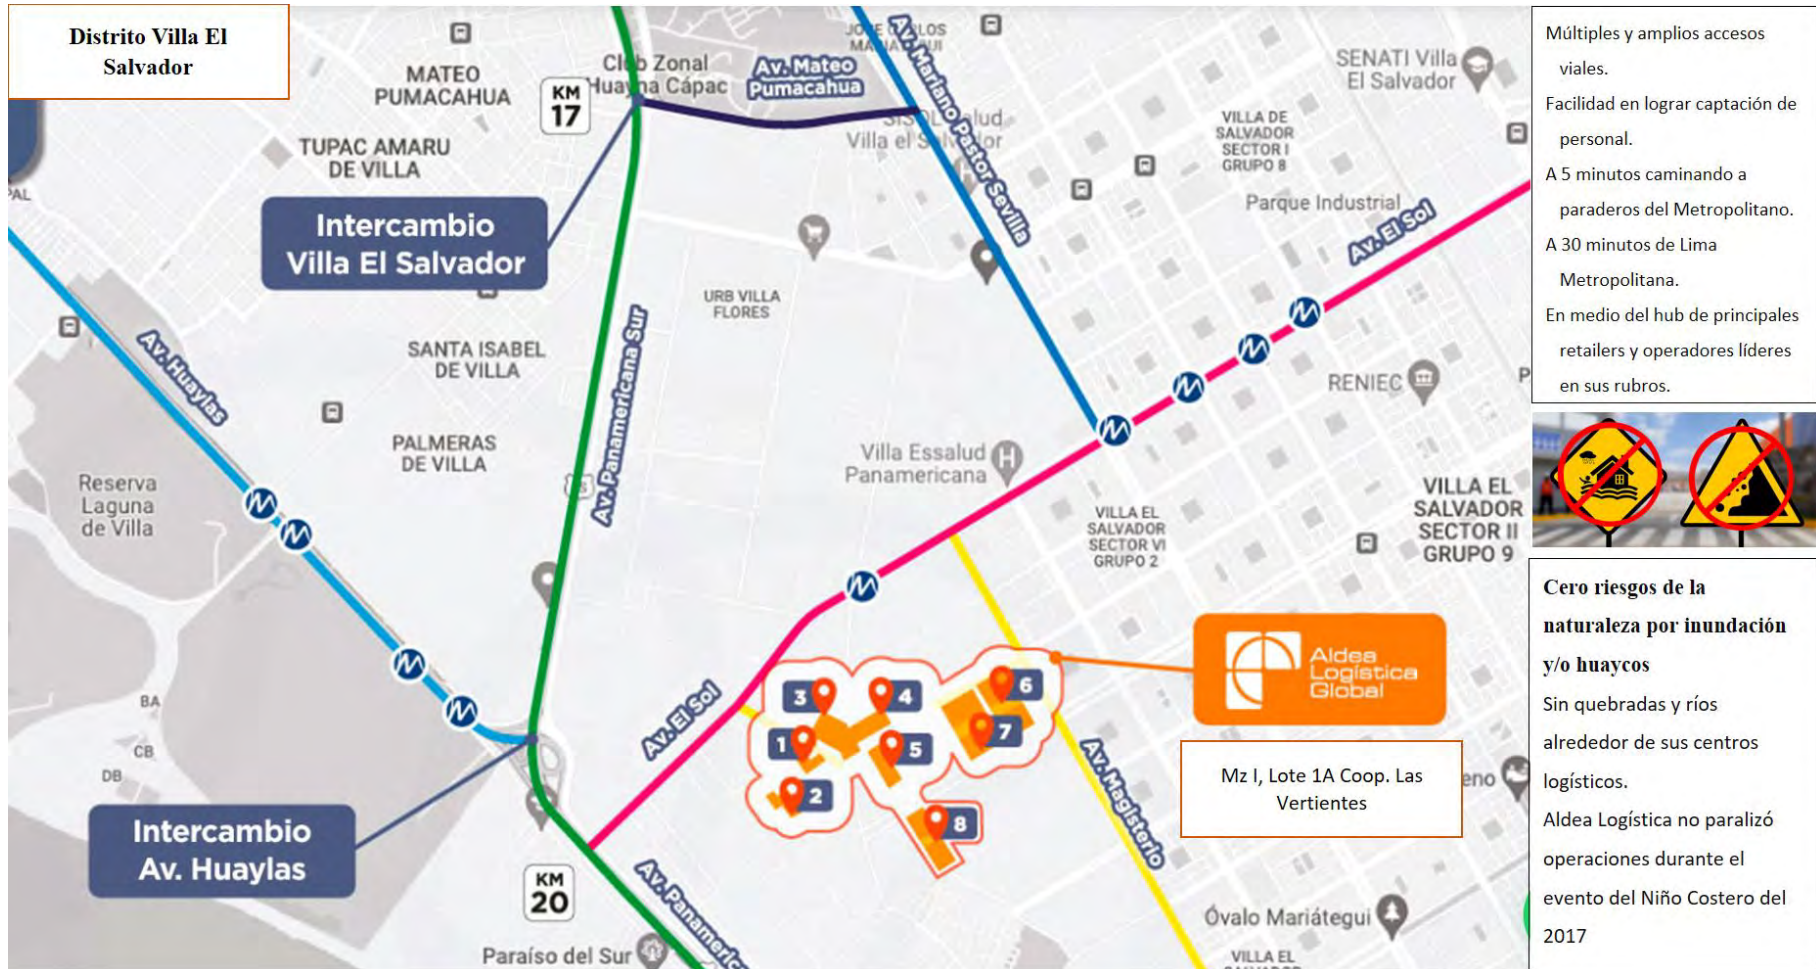 Distrito Villa El
Salvador
MATEO
PUMACAHUA
KM
17
Club Zonal
Huayna Cápac
Av. Mateo
Pumacahua
Av. Mariano Pastor Sevilla
Villa el Salvador
SENATI Villa
El Salvador
VILLA DE
SALVADOR
SECTOR I
GRUPO 8
TUPAC AMARU
DE VILLA
Parque Industrial
Av. El Sol
Intercambio
Villa El Salvador
URB VILLA
FLORES
Av. Huaylas
SANTA ISABEL
DE VILLA
Av. Panamericana Sur
RENIEC
PALMERAS
DE VILLA
Villa Essalud
Panamericana
Reserva
Laguna
de Villa
VILLA EL
SALVADOR
SECTOR VI
GRUPO 2
VILLA EL
SALVADOR
SECTOR II
GRUPO 9
Aldea
Logística
Global
3
4
6
1
5
7
2
8
Av. El Sol
BA
CB
DB
Av. Magisterio
Mz I, Lote 1A Coop. Las
Vertientes
eno
Intercambio
Av. Huaylas
KM
20
Av. Panameric
Óvalo Mariátegui
Paraíso del Sur
VILLA EL
Múltiples y amplios accesos
viales.
Facilidad en lograr captación de
personal.
A 5 minutos caminando a
paraderos del Metropolitano.
A 30 minutos de Lima
Metropolitana.
En medio del hub de principales
retailers y operadores líderes
en sus rubros.
Cero riesgos de la
naturaleza por inundación
y/o huaycos
Sin quebradas y ríos
alrededor de sus centros
logísticos.
Aldea Logística no paralizó
operaciones durante el
evento del Niño Costero del
2017